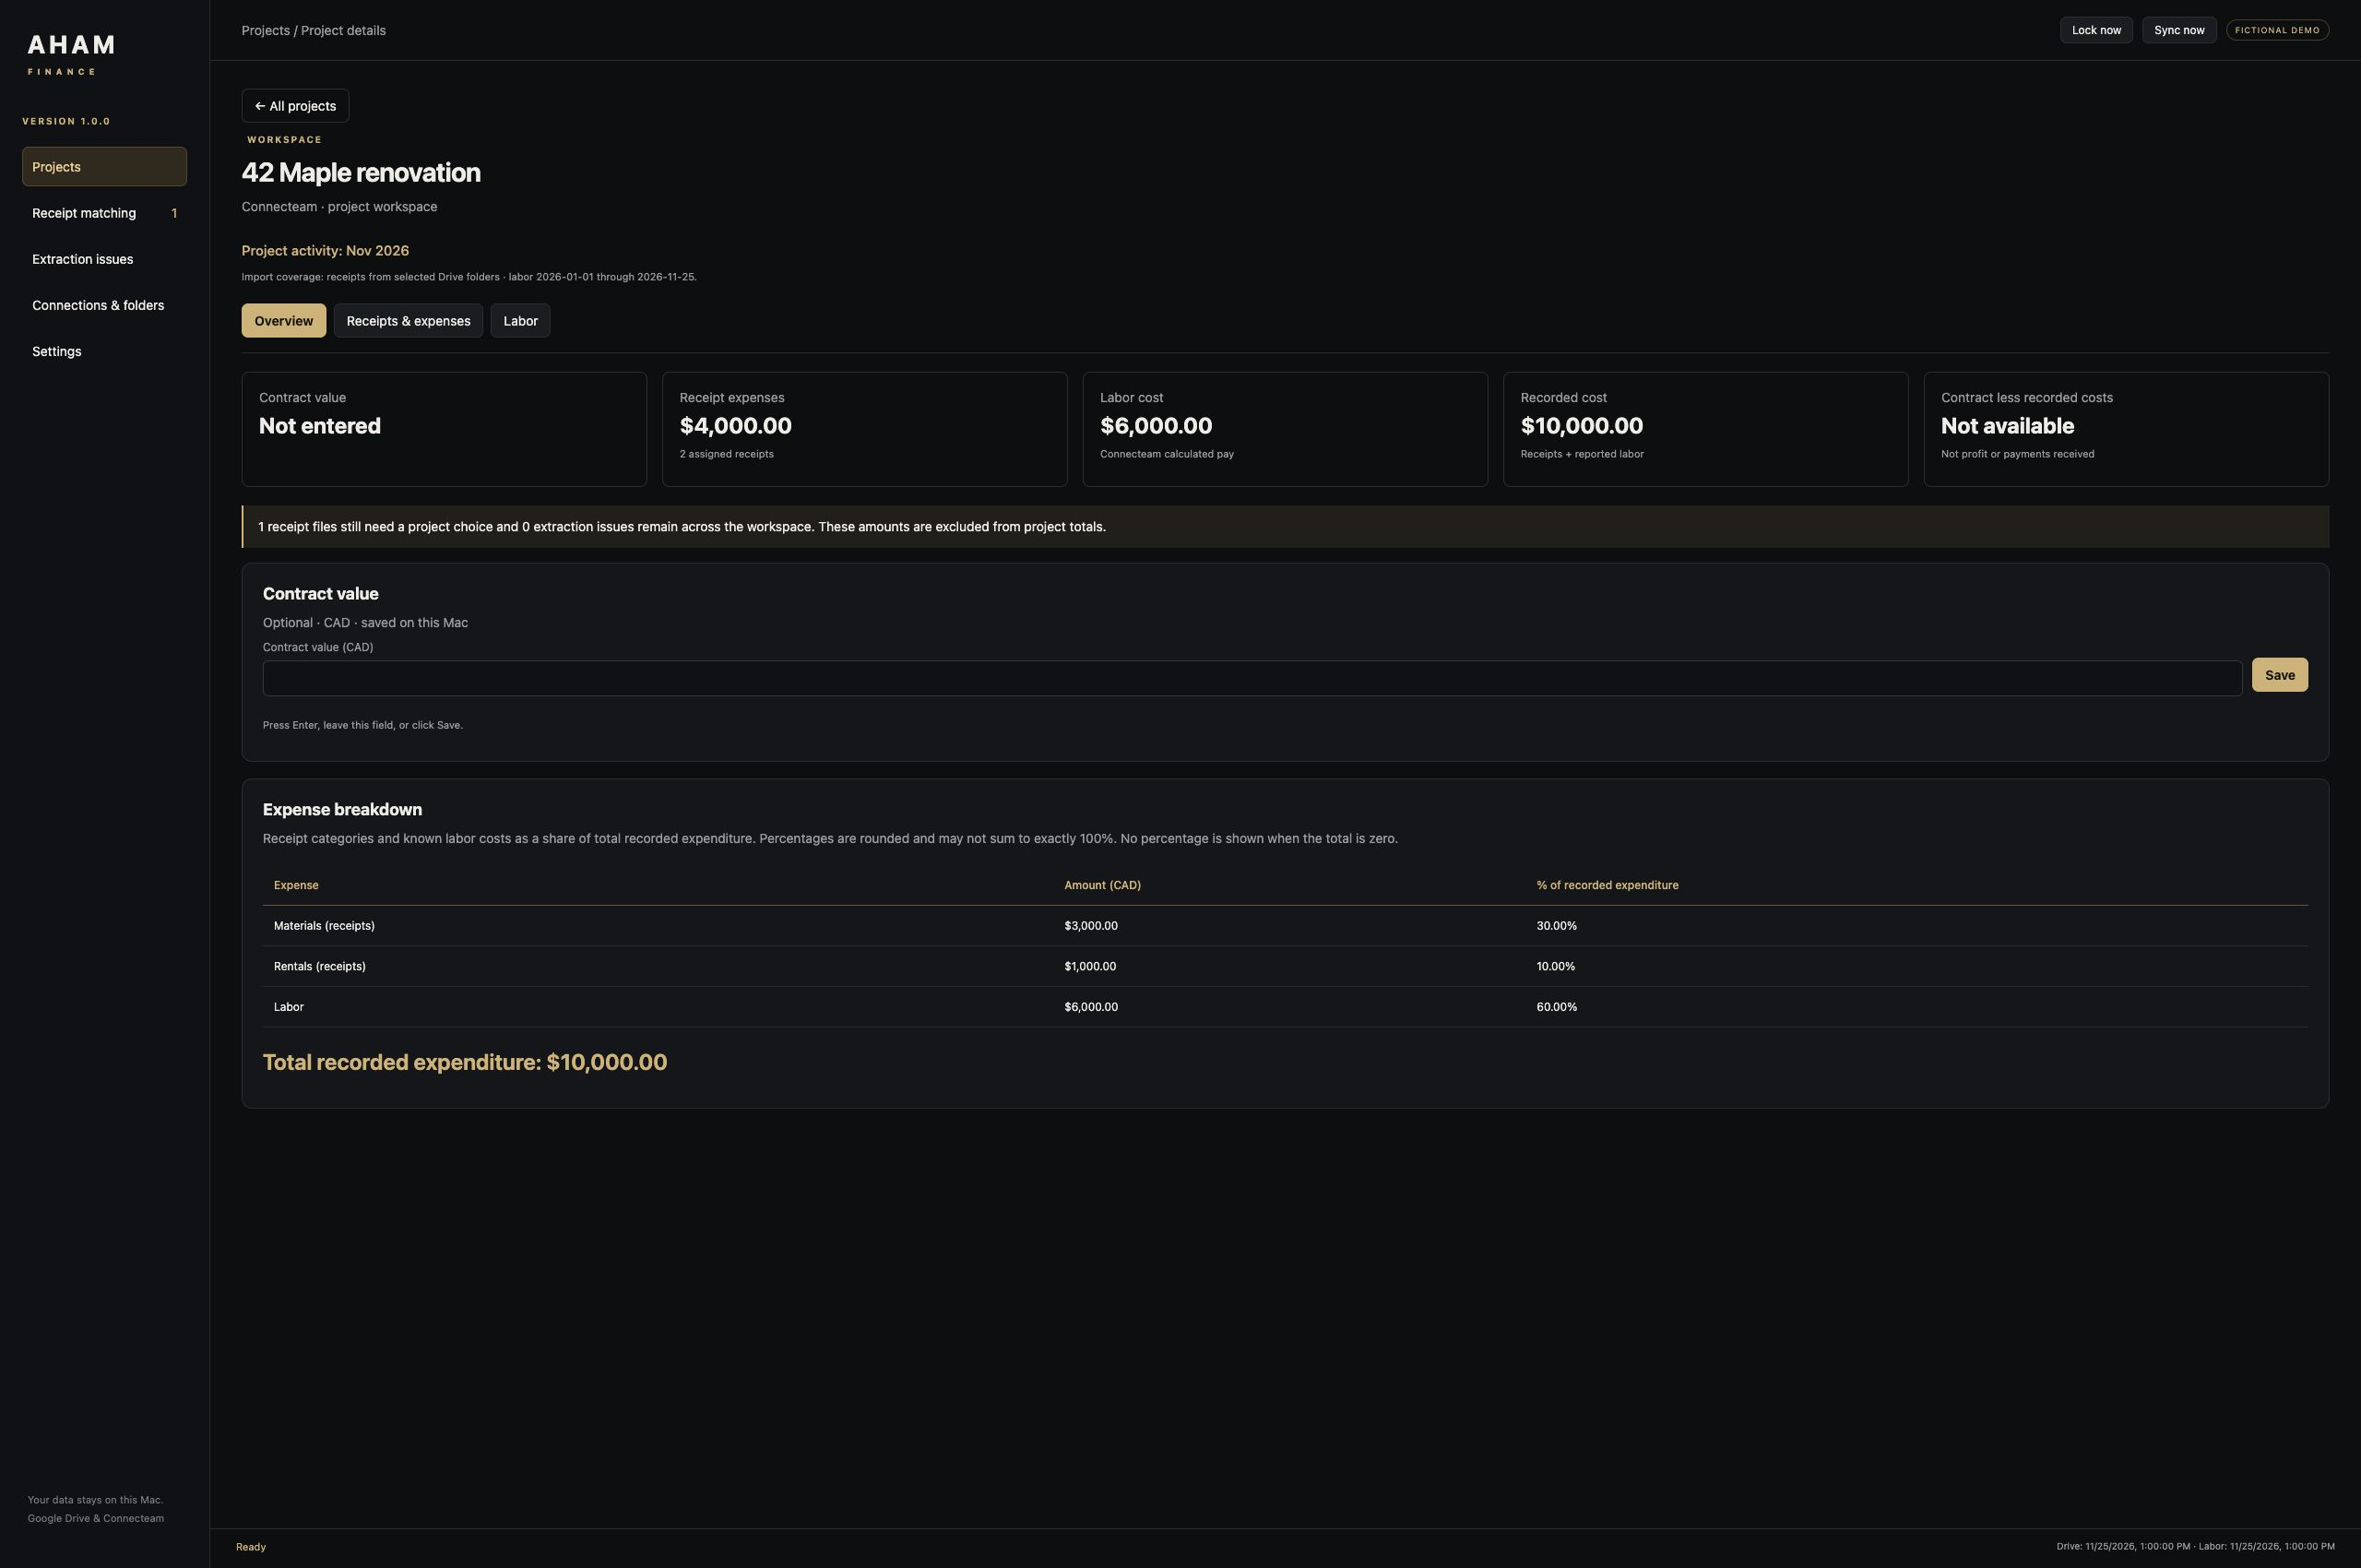 AHAM
FINANCE
VERSION 1.0.0
Projects
Receipt matching 1
Extraction issues
Connections & folders
Settings
Your data stays on this Mac.
Google Drive & Connecteam
Projects / Project details
Lock now
Sync now
FICTIONAL DEMO
← All projects
WORKSPACE
42 Maple renovation
Connecteam · project workspace
Project activity: Nov 2026
Import coverage: receipts from selected Drive folders · labor 2026-01-01 through 2026-11-25.
Overview
Receipts & expenses
Labor
Contract value
Not entered
Receipt expenses
$4,000.00
2 assigned receipts
Labor cost
$6,000.00
Connecteam calculated pay
Recorded cost
$10,000.00
Receipts + reported labor
Contract less recorded costs
Not available
Not profit or payments received
1 receipt files still need a project choice and 0 extraction issues remain across the workspace. These amounts are excluded from project totals.
Contract value
Optional · CAD · saved on this Mac
Contract value (CAD)
Save
Press Enter, leave this field, or click Save.
Expense breakdown
Receipt categories and known labor costs as a share of total recorded expenditure. Percentages are rounded and may not sum to exactly 100%. No percentage is shown when the total is zero.
Expense Amount (CAD) % of recorded expenditure
Materials (receipts) $3,000.00 30.00%
Rentals (receipts) $1,000.00 10.00%
Labor $6,000.00 60.00%
Total recorded expenditure: $10,000.00
Ready
Drive: 11/25/2026, 1:00:00 PM · Labor: 11/25/2026, 1:00:00 PM